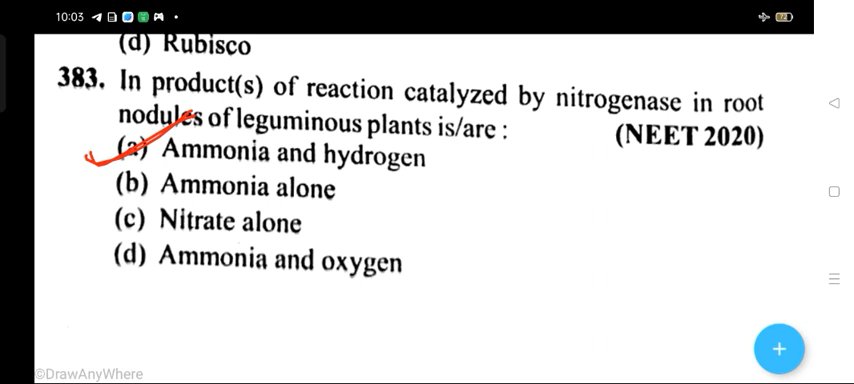 10:03
(d) Rubisco
383. In product(s) of reaction catalyzed by nitrogenase in root
nodules of leguminous plants is/are :
(NEET 2020)
(a) Ammonia and hydrogen
(b) Ammonia alone
(c) Nitrate alone
(d) Ammonia and oxygen
©DrawAnyWhere